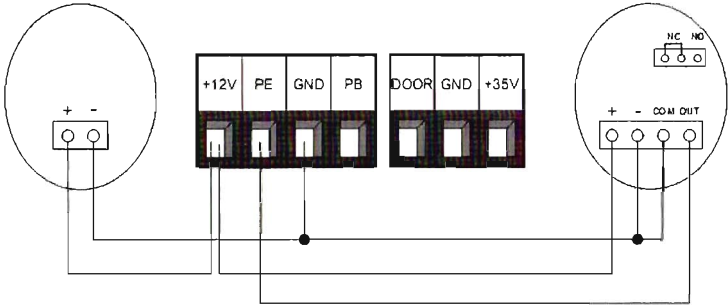 NC NO
+12V PE GND PB DOOR GND +35V
+ -
+ - COM OUT